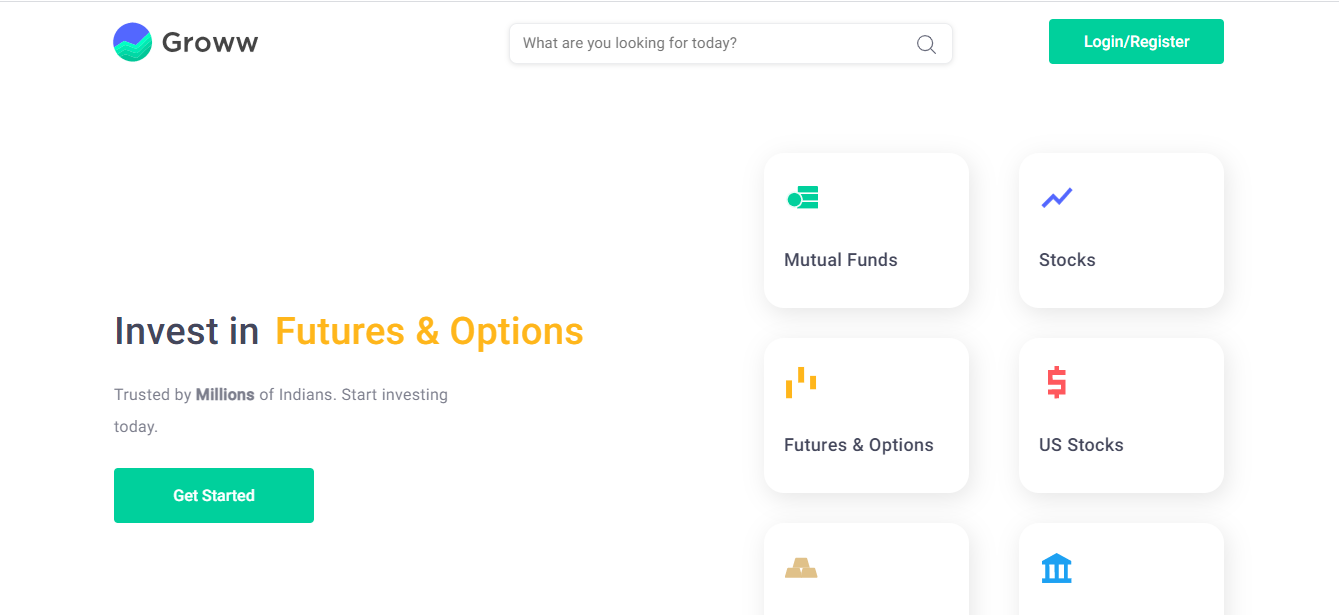 Groww
What are you looking for today?
Login/Register
Invest in Futures & Options
Trusted by Millions of Indians. Start investing
today.
Get Started
Mutual Funds
Stocks
Futures & Options
US Stocks